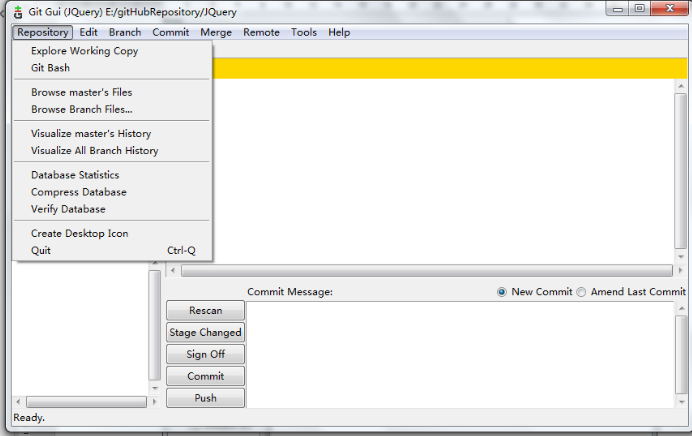 Git Gui (JQuery) E:/gitHubRepository/JQuery
Repository Edit Branch Commit Merge Remote Tools Help
Explore Working Copy
Git Bash
Browse master's Files
Browse Branch Files...
Visualize master's History
Visualize All Branch History
Database Statistics
Compress Database
Verify Database
Create Desktop Icon
Quit Ctrl-Q
Commit Message: New Commit Amend Last Commit
Rescan
Stage Changed
Sign Off
Commit
Push
Ready.